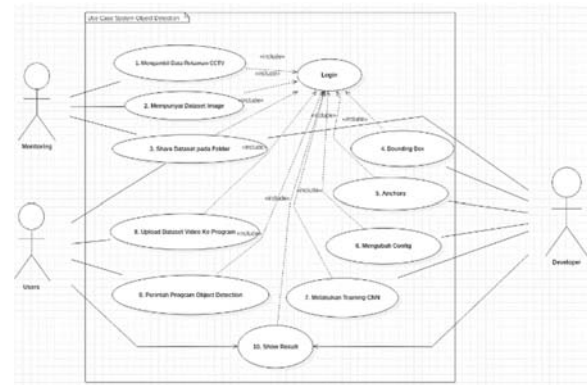 Use Case System Object Detection
1. Mengambil Data Rekaman CCTV
«include»
Login
«include»
2. Mempunyai Dataset Image
«include»
«include»
Monitoring
3. Share Dataset pada Folder
«include»
4. Bounding Box
«include»
5. Anchors
«include»
«include»
8. Upload Dataset Video Ke Program
«include»
6. Mengubah Config
Users
Developer
9. Perintah Program Object Detection
7. Melakukan Training CNN
10. Show Result